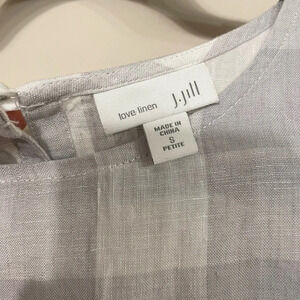 love linen J.Jill
MADE IN
CHINA
S
PETITE